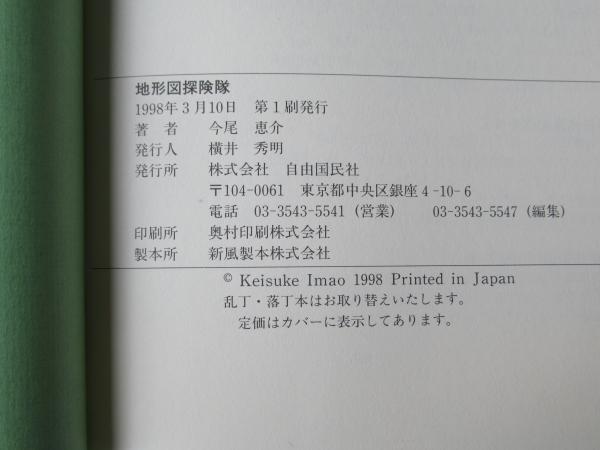 地形図探険隊
1998年3月10日　第1刷発行
著　者　　今尾　恵介
発行人　　横井　秀明
発行所　　株式会社　自由国民社
〒104-0061　東京都中央区銀座4-10-6
電話　03-3543-5541（営業）　　03-3543-5547（編集）
印刷所　　奥村印刷株式会社
製本所　　新風製本株式会社
© Keisuke Imao 1998 Printed in Japan
乱丁・落丁本はお取り替えいたします。
定価はカバーに表示してあります。